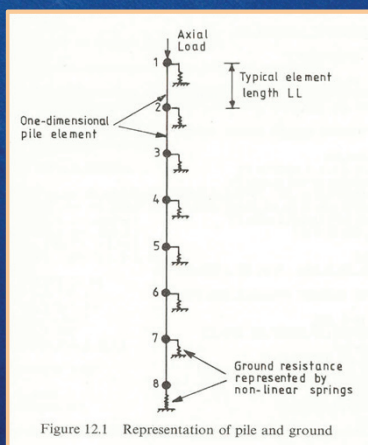 Axial
Load
1
Typical element
length LL
2
One-dimensional
pile element
3
4
5
6
7
Ground resistance
represented by
non-linear springs
8
Figure 12.1 Representation of pile and ground